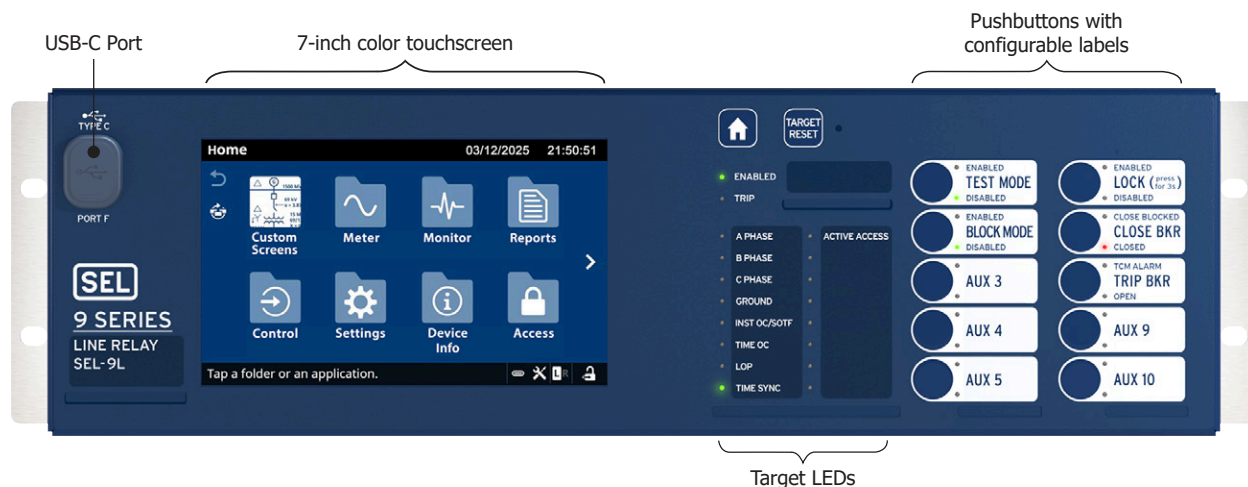 Pushbuttons with
configurable labels
USB-C Port
7-inch color touchscreen
TYPE C
PORT F
SEL
9 SERIES
LINE RELAY
SEL-9L
Home
03/12/2025 21:50:51
Custom
Screens
Meter
Monitor
Reports
Control
Settings
Device
Info
Access
Tap a folder or an application.
L R
TARGET
RESET
ENABLED
TRIP
A PHASE
B PHASE
C PHASE
GROUND
INST OC/SOTF
TIME OC
LOP
TIME SYNC
ACTIVE ACCESS
ENABLED
TEST MODE
DISABLED
ENABLED
BLOCK MODE
DISABLED
AUX 3
AUX 4
AUX 5
ENABLED
LOCK (press for 3s)
DISABLED
CLOSE BLOCKED
CLOSE BKR
CLOSED
TCM ALARM
TRIP BKR
OPEN
AUX 9
AUX 10
Target LEDs